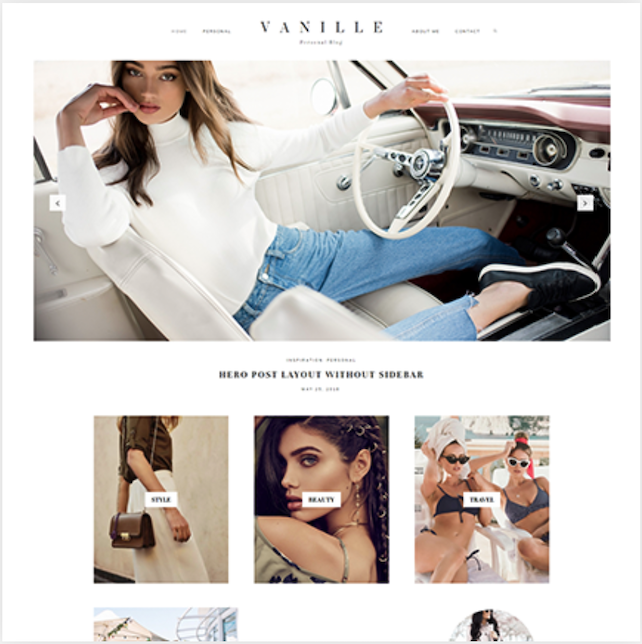 VANILLE
HOME PERSONAL ABOUT ME CONTACT
Personal Blog
INSPIRATION, PERSONAL
HERO POST LAYOUT WITHOUT SIDEBAR
MAY 25, 2018
STYLE BEAUTY TRAVEL